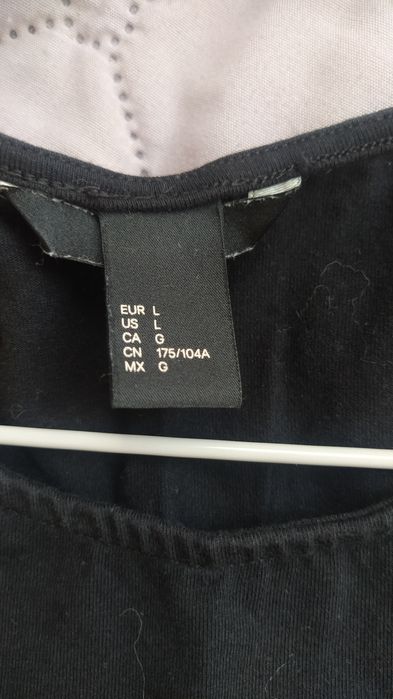 EUR L
US L
CA G
CN 175/104A
MX G